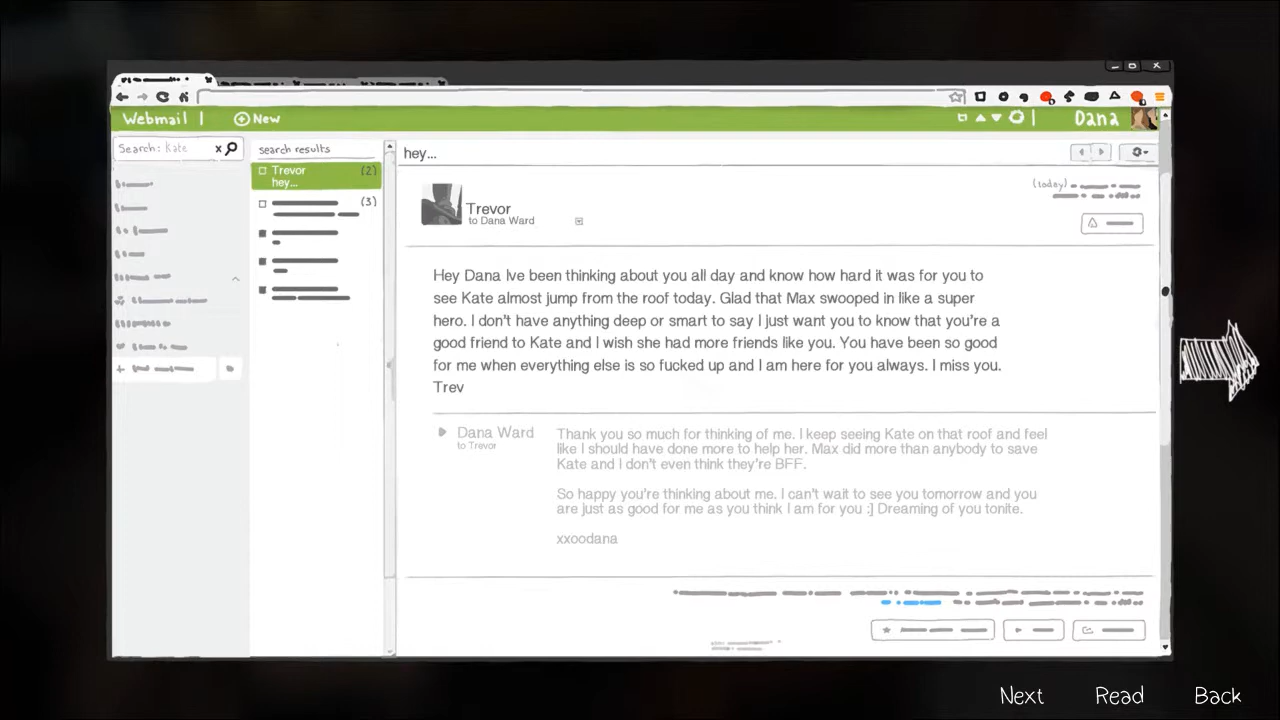 Webmail | New Dana
Search: Kate x
search results
hey...
Trevor (2)
hey...
(3)
(today)
Trevor
to Dana Ward
Hey Dana Ive been thinking about you all day and know how hard it was for you to
see Kate almost jump from the roof today. Glad that Max swooped in like a super
hero. I don't have anything deep or smart to say I just want you to know that you're a
good friend to Kate and I wish she had more friends like you. You have been so good
for me when everything else is so fucked up and I am here for you always. I miss you.
Trev
Dana Ward
to Trevor
Thank you so much for thinking of me. I keep seeing Kate on that roof and feel
like I should have done more to help her. Max did more than anybody to save
Kate and I don't even think they're BFF.
So happy you're thinking about me. I can't wait to see you tomorrow and you
are just as good for me as you think I am for you :] Dreaming of you tonite.
xxoodana
Next Read Back